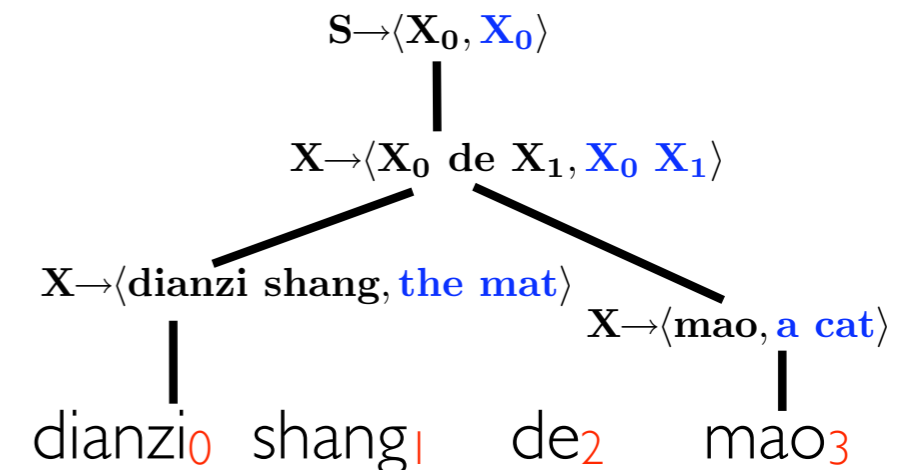 S→⟨X₀, X₀⟩
X→⟨X₀ de X₁, X₀ X₁⟩
X→⟨dianzi shang, the mat⟩
X→⟨mao, a cat⟩
dianzi₀ shang₁ de₂ mao₃